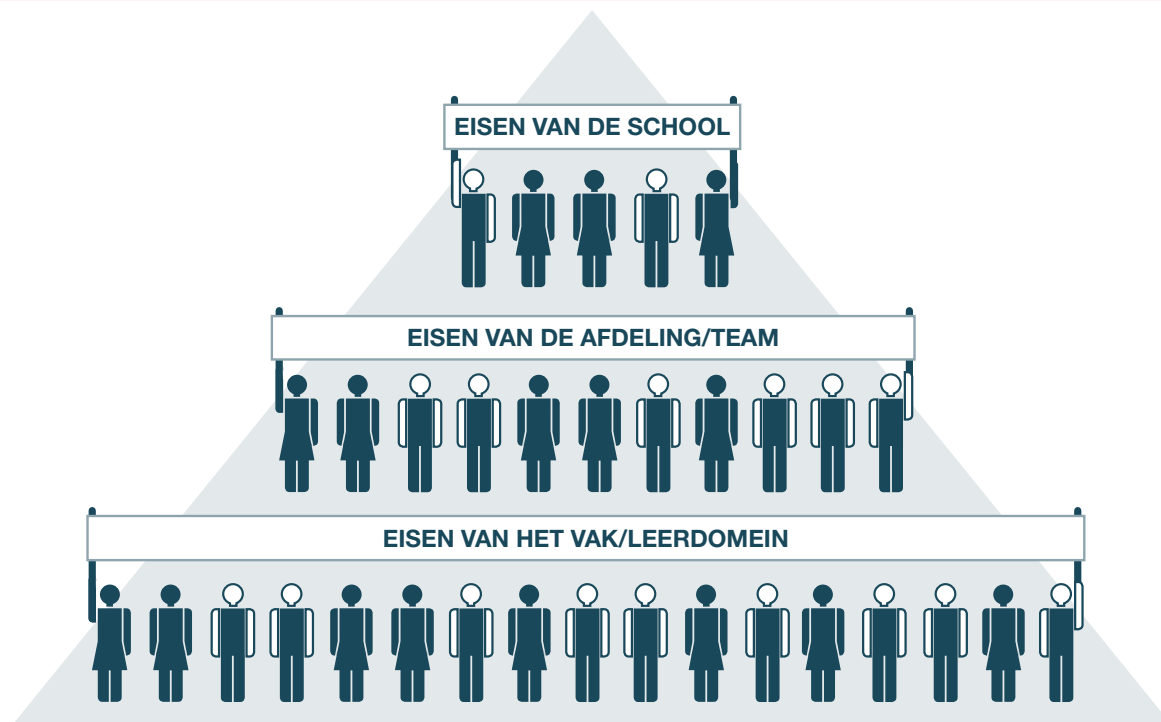 EISEN VAN DE SCHOOL
EISEN VAN DE AFDELING/TEAM
EISEN VAN HET VAK/LEERDOMEIN